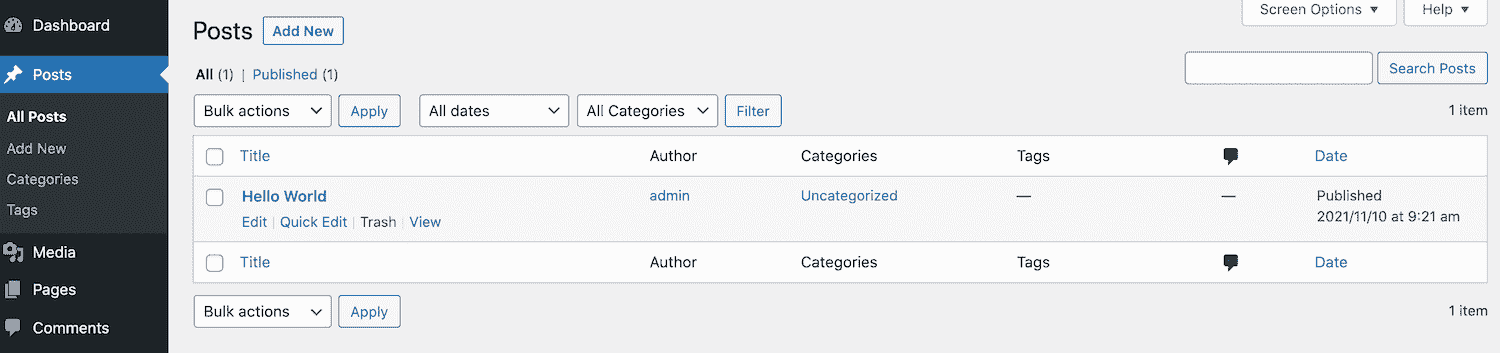 Dashboard
Posts
All Posts
Add New
Categories
Tags
Media
Pages
Comments
Screen Options ▼ Help ▼
Posts Add New
All (1) | Published (1)
Search Posts
Bulk actions Apply All dates All Categories Filter 1 item
Title Author Categories Tags Date
Hello World admin Uncategorized — — Published
Edit | Quick Edit | Trash | View 2021/11/10 at 9:21 am
Title Author Categories Tags Date
Bulk actions Apply 1 item